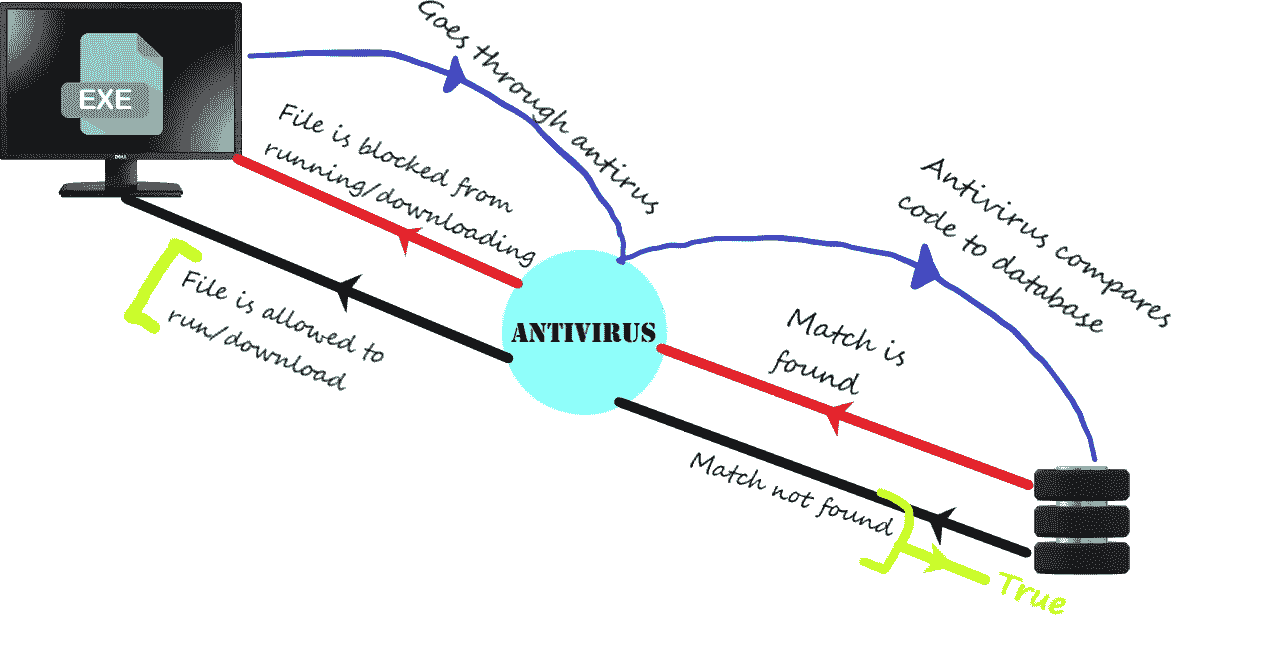 Goes through antivirus
EXE
File is blocked from
running/downloading
DELL
Antivirus compares
code to database
File is allowed to
run/download
ANTIVIRUS
Match is
found
Match not found
True